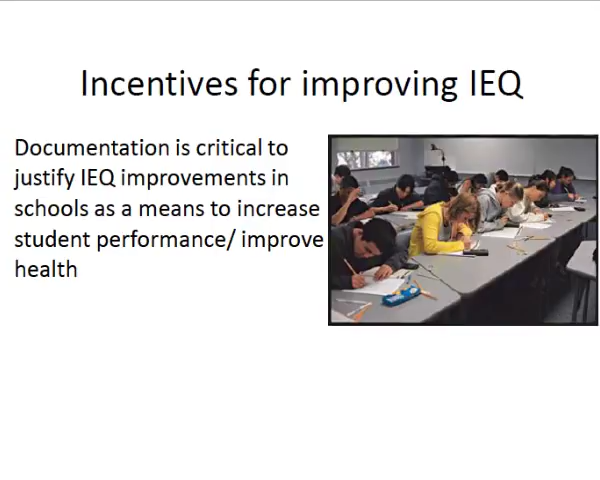 Incentives for improving IEQ
Documentation is critical to
justify IEQ improvements in
schools as a means to increase
student performance/ improve
health